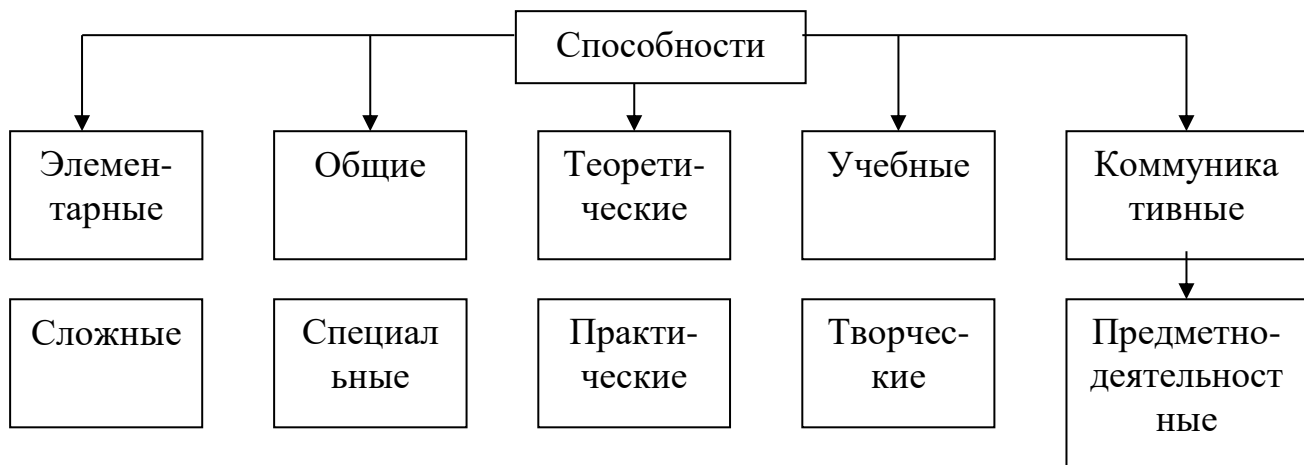 Способности
Элемен-
тарные
Общие
Теорети-
ческие
Учебные
Коммуника
тивные
Сложные
Специал
ьные
Практи-
ческие
Творчес-
кие
Предметно-
деятельност
ные